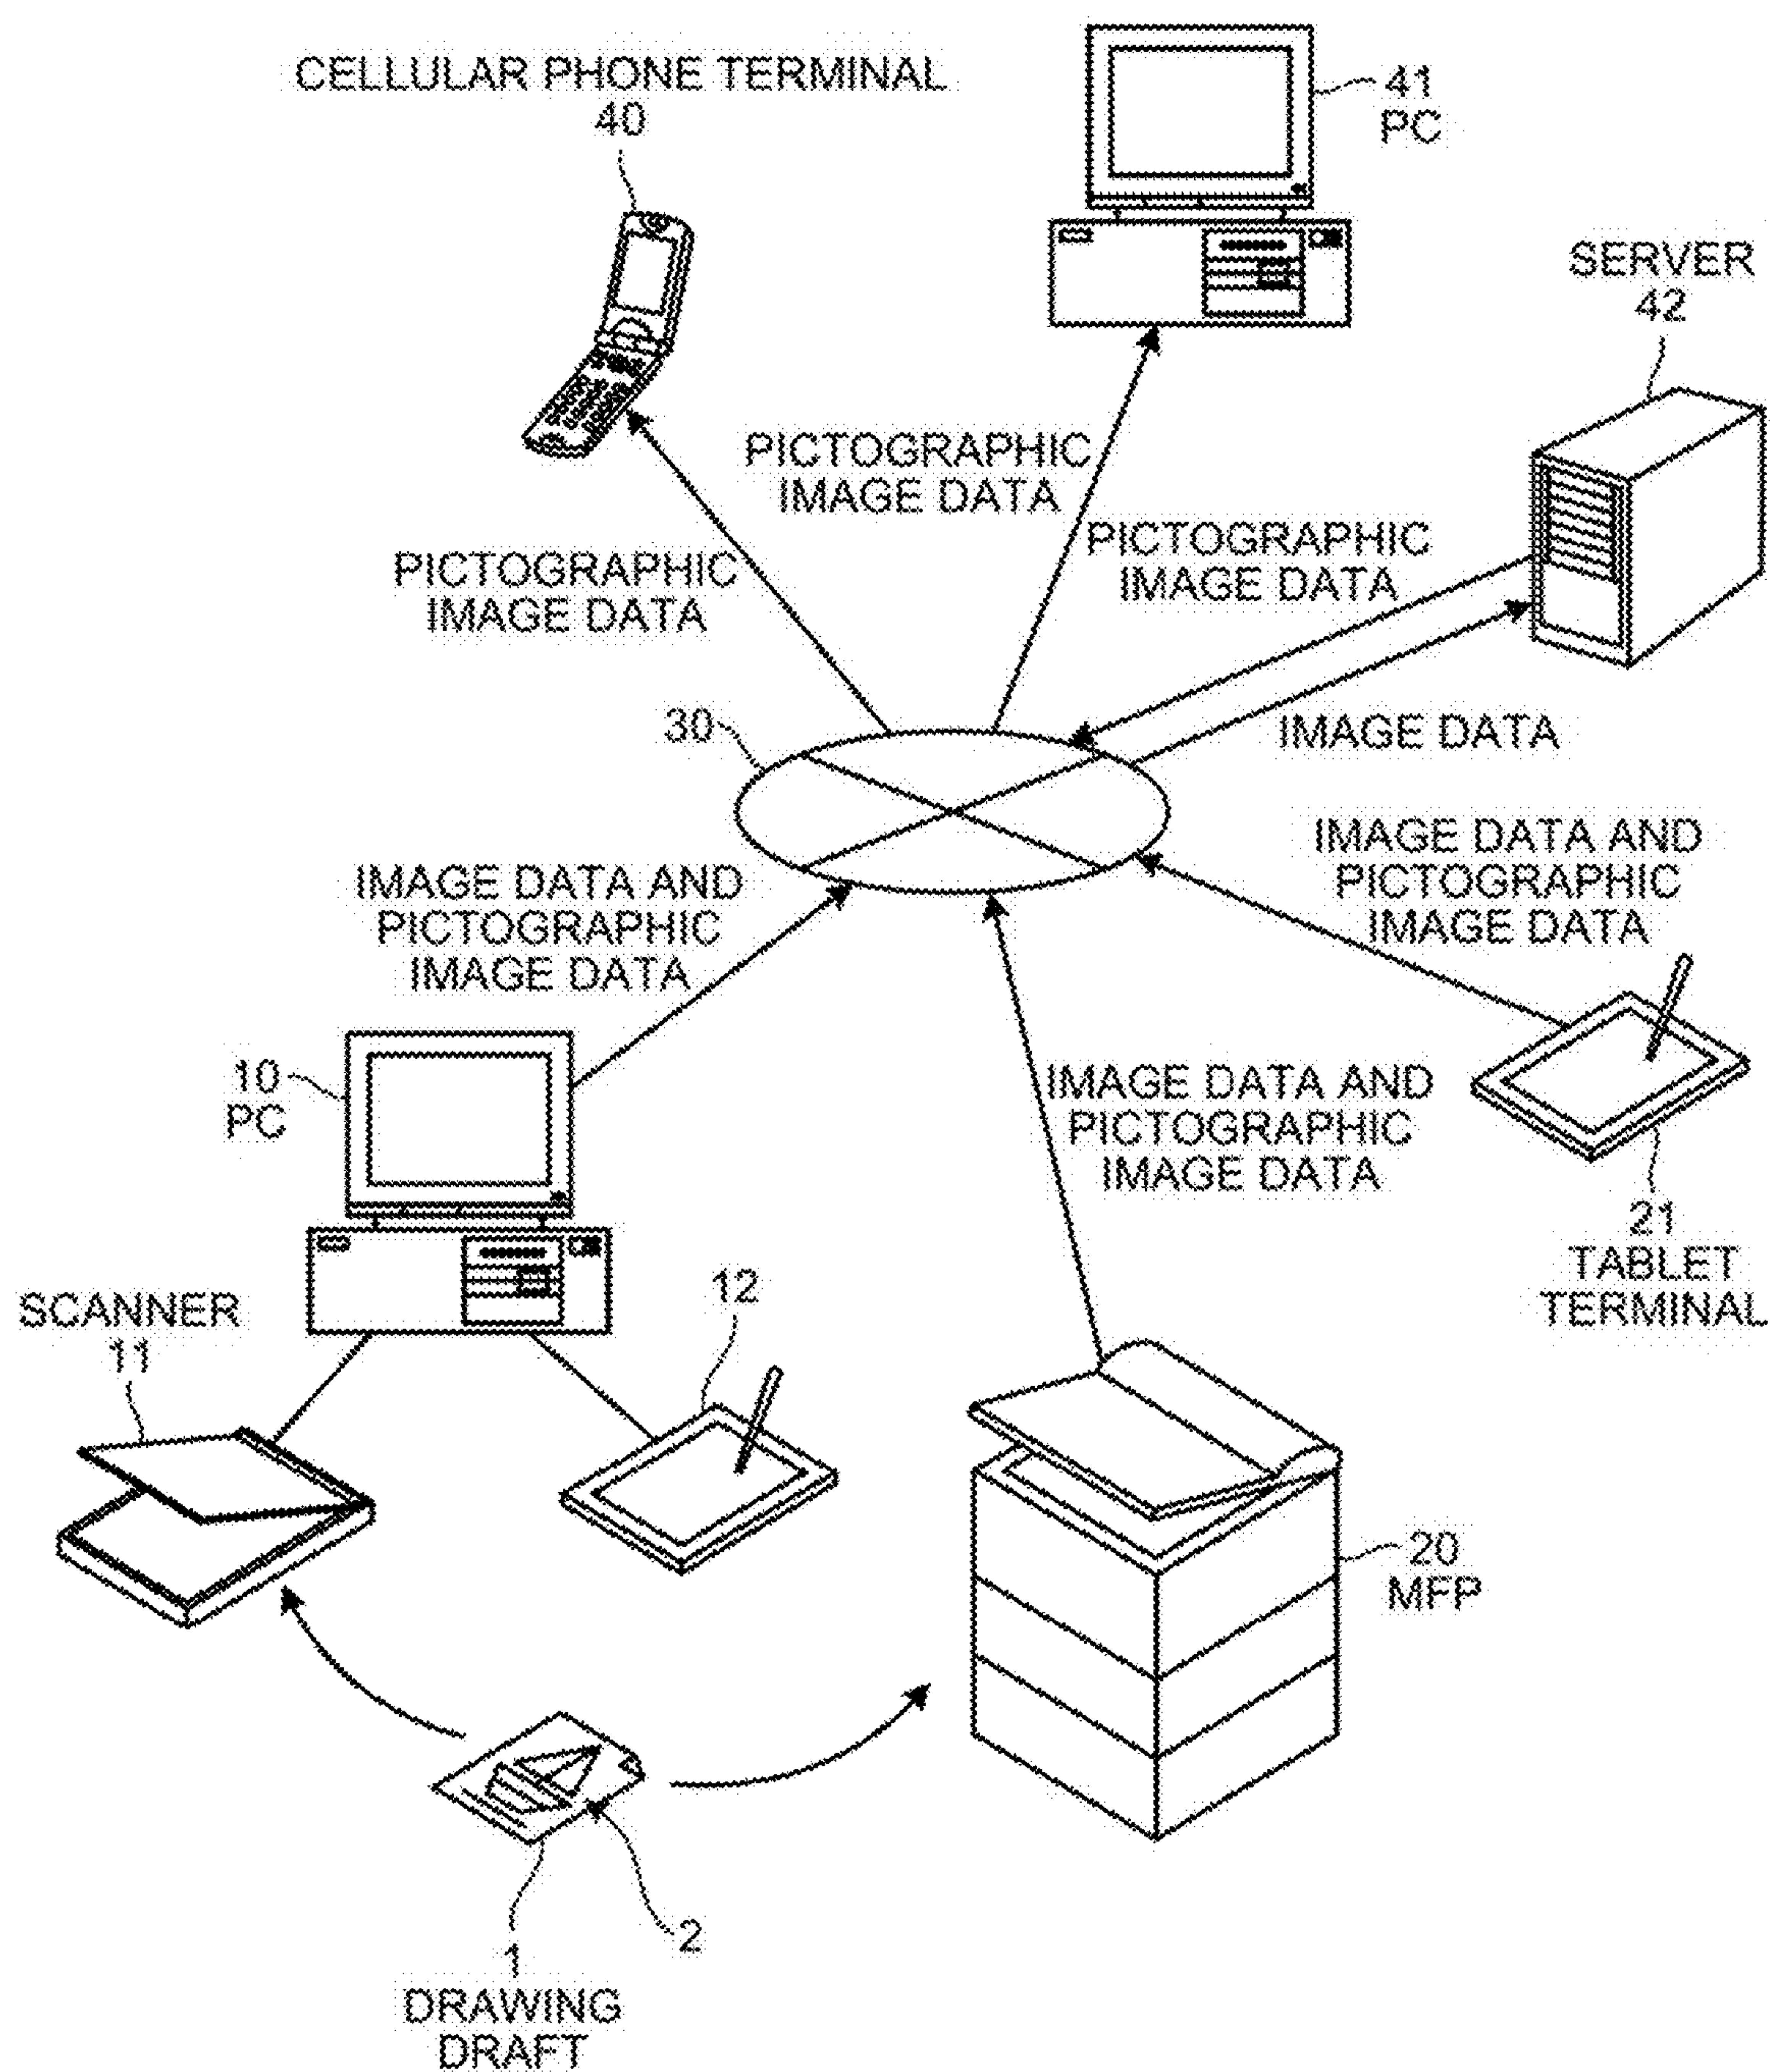 CELLULAR PHONE TERMINAL
40
41
PC
SERVER
42
PICTOGRAPHIC
IMAGE DATA
PICTOGRAPHIC
IMAGE DATA
PICTOGRAPHIC
IMAGE DATA
30
IMAGE DATA
IMAGE DATA AND
PICTOGRAPHIC
IMAGE DATA
IMAGE DATA AND
PICTOGRAPHIC
IMAGE DATA
10
PC
IMAGE DATA AND
PICTOGRAPHIC
IMAGE DATA
21
TABLET
TERMINAL
SCANNER
11
12
20
MFP
2
1
DRAWING
DRAFT